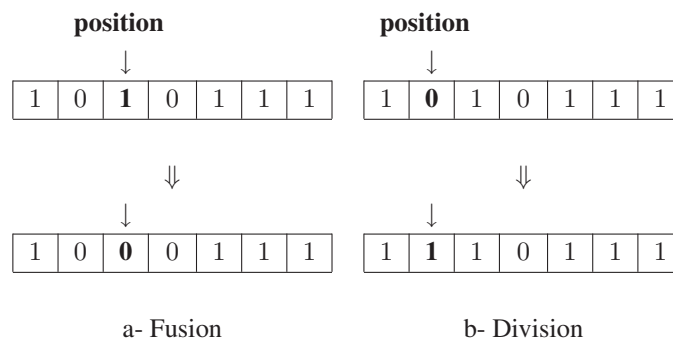 position position
↓ ↓
1 0 1 0 1 1 1 1 0 1 0 1 1 1
⇓ ⇓
↓ ↓
1 0 0 0 1 1 1 1 1 1 0 1 1 1
a- Fusion b- Division